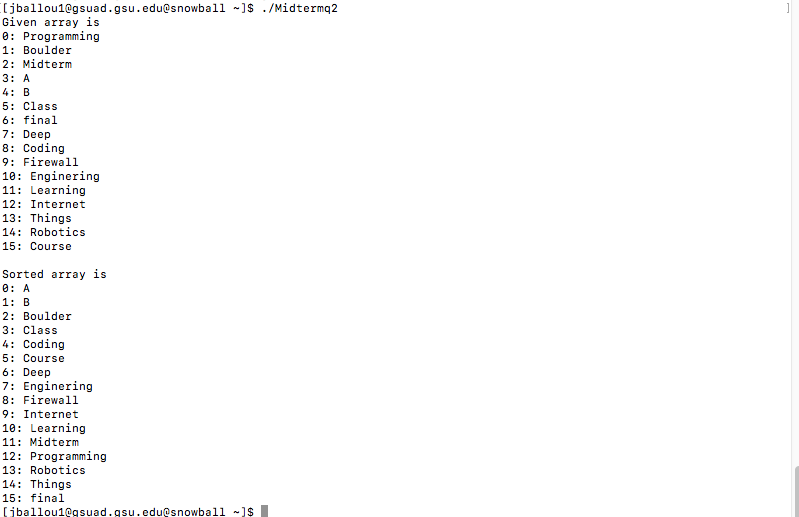 [jballou1@gsuad.gsu.edu@snowball ~]$ ./Midtermq2 ]
Given array is
0: Programming
1: Boulder
2: Midterm
3: A
4: B
5: Class
6: final
7: Deep
8: Coding
9: Firewall
10: Enginering
11: Learning
12: Internet
13: Things
14: Robotics
15: Course
Sorted array is
0: A
1: B
2: Boulder
3: Class
4: Coding
5: Course
6: Deep
7: Enginering
8: Firewall
9: Internet
10: Learning
11: Midterm
12: Programming
13: Robotics
14: Things
15: final
[jballou1@gsuad.gsu.edu@snowball ~]$